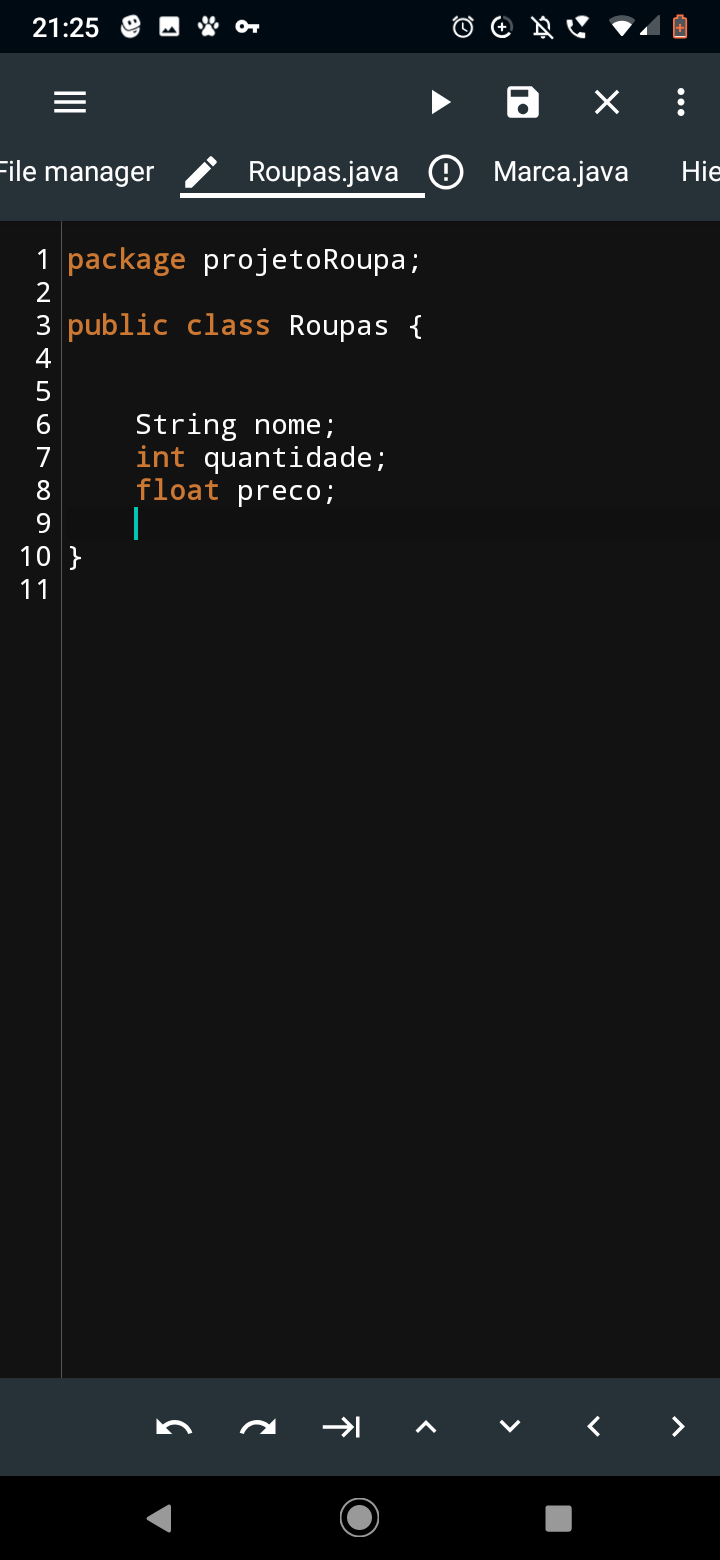 21:25
File manager Roupas.java Marca.java Hie
1 package projetoRoupa;
2
3 public class Roupas {
4
5
6     String nome;
7     int quantidade;
8     float preco;
9
10 }
11